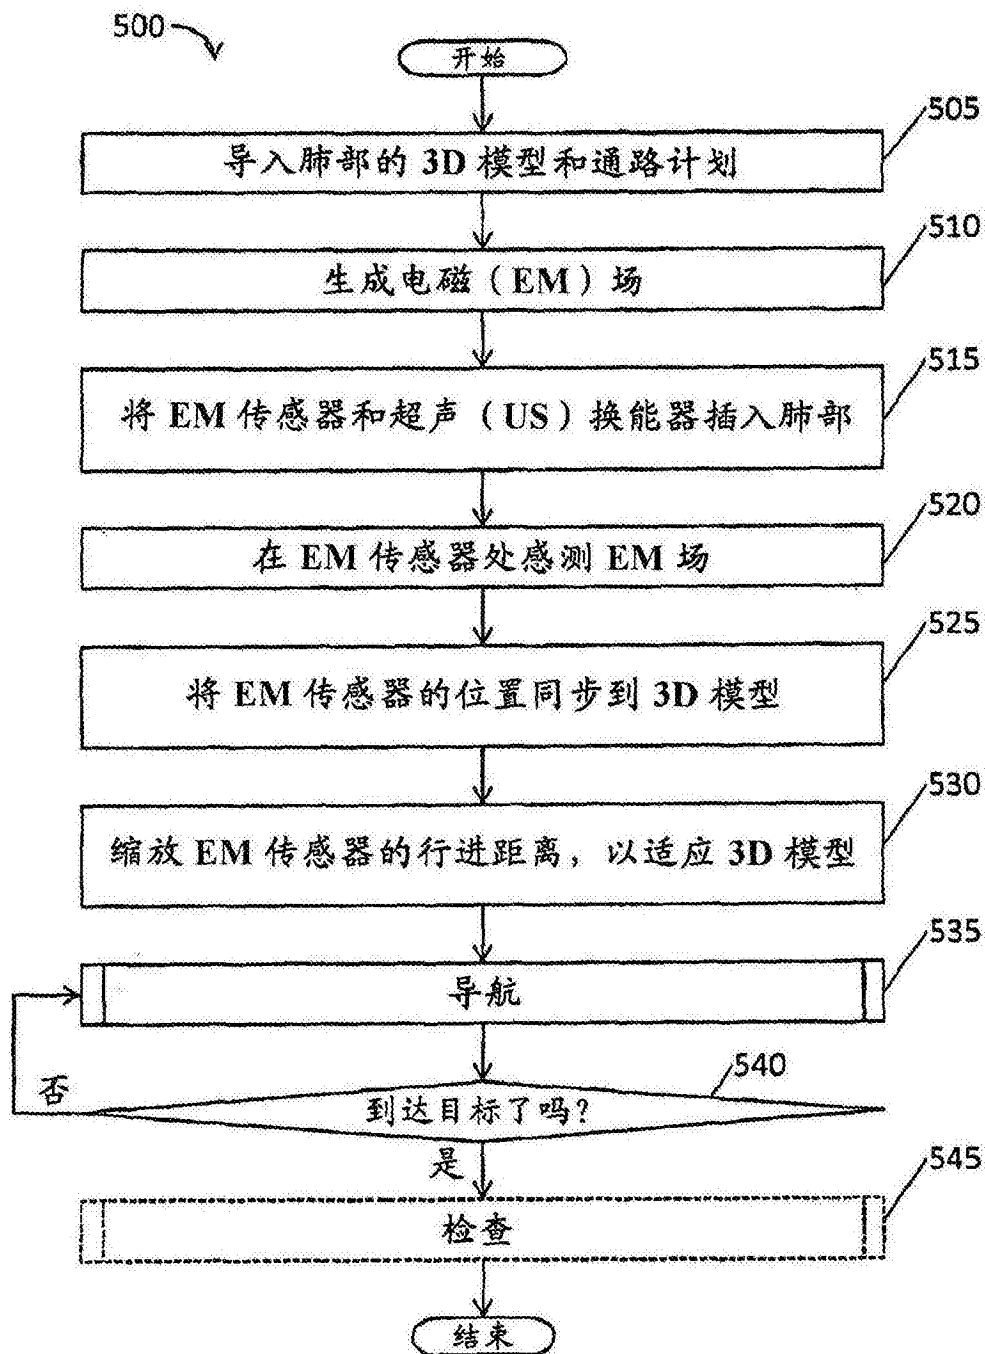 500
开始
505
导入肺部的 3D 模型和通路计划
510
生成电磁（EM）场
515
将 EM 传感器和超声（US）换能器插入肺部
520
在 EM 传感器处感测 EM 场
525
将 EM 传感器的位置同步到 3D 模型
530
缩放 EM 传感器的行进距离，以适应 3D 模型
535
导航
540
到达目标了吗?
否
是
545
检查
结束